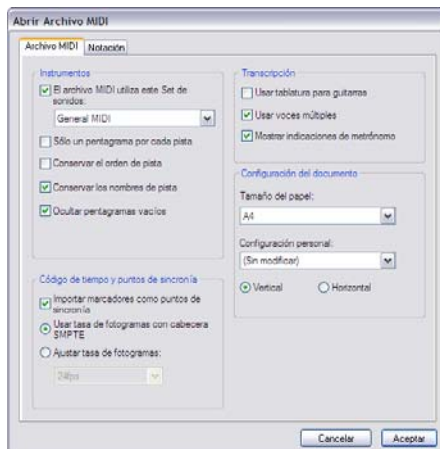 Abrir Archivo MIDI
Archivo MIDI
Notación
Instrumentos
El archivo MIDI utiliza este Set de
sonidos:
General MIDI
Sólo un pentagrama por cada pista
Conservar el orden de pista
Conservar los nombres de pista
Ocultar pentagramas vacíos
Código de tiempo y puntos de sincronía
Importar marcadores como puntos de
sincronía
Usar tasa de fotogramas con cabecera
SMPTE
Ajustar tasa de fotogramas:
24fps
Transcripción
Usar tablatura para guitarras
Usar voces múltiples
Mostrar indicaciones de metrónomo
Configuración del documento
Tamaño del papel:
A4
Configuración personal:
(Sin modificar)
Vertical
Horizontal
Cancelar
Aceptar